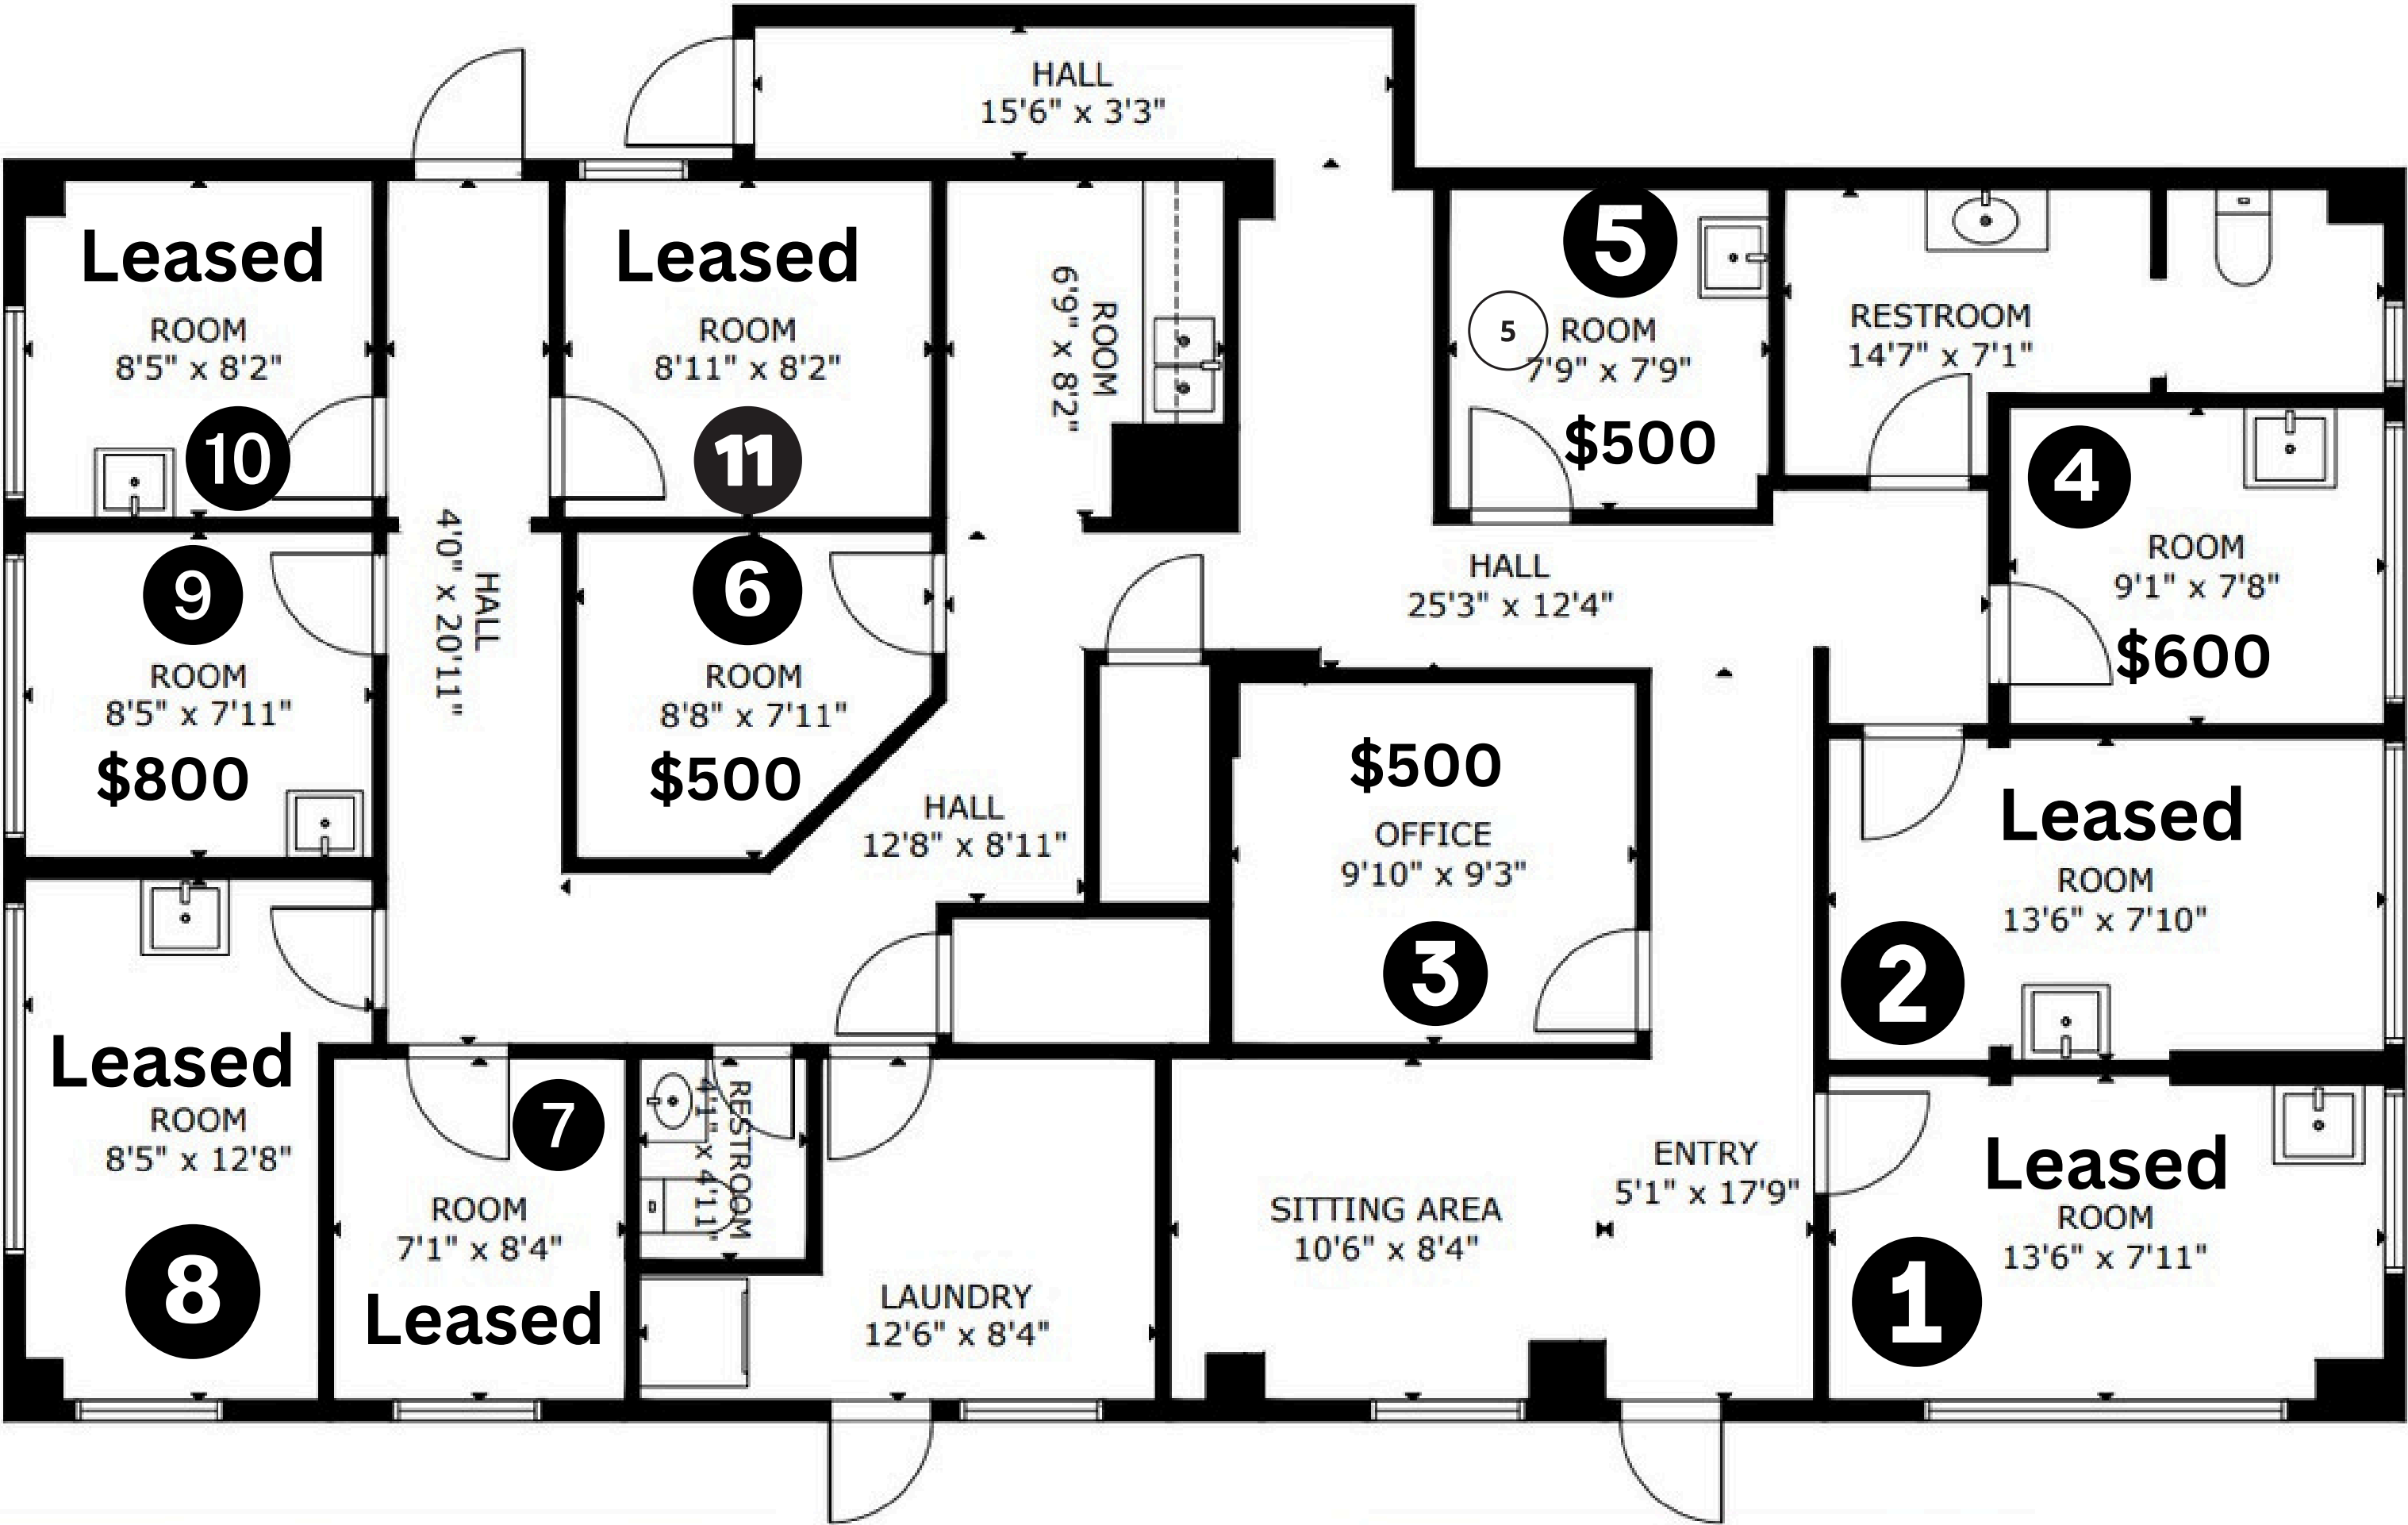 HALL
15'6" x 3'3"
Leased
ROOM
8'5" x 8'2"
10
Leased
ROOM
8'11" x 8'2"
11
ROOM
6'9" x 8'2"
5
5
ROOM
7'9" x 7'9"
$500
RESTROOM
14'7" x 7'1"
4
ROOM
9'1" x 7'8"
$600
9
ROOM
8'5" x 7'11"
$800
HALL
4'0" x 20'11"
6
ROOM
8'8" x 7'11"
$500
HALL
12'8" x 8'11"
HALL
25'3" x 12'4"
$500
OFFICE
9'10" x 9'3"
3
Leased
ROOM
13'6" x 7'10"
2
Leased
ROOM
8'5" x 12'8"
8
7
ROOM
7'1" x 8'4"
Leased
RESTROOM
4'1" x 4'11"
LAUNDRY
12'6" x 8'4"
SITTING AREA
10'6" x 8'4"
ENTRY
5'1" x 17'9"
Leased
ROOM
13'6" x 7'11"
1